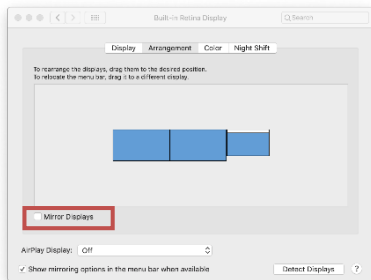 Built-in Retina Display
Search
Display Arrangement Color Night Shift
To rearrange the displays, drag them to the desired position.
To relocate the menu bar, drag it to a different display.
Mirror Displays
AirPlay Display: Off
Show mirroring options in the menu bar when available
Detect Displays ?